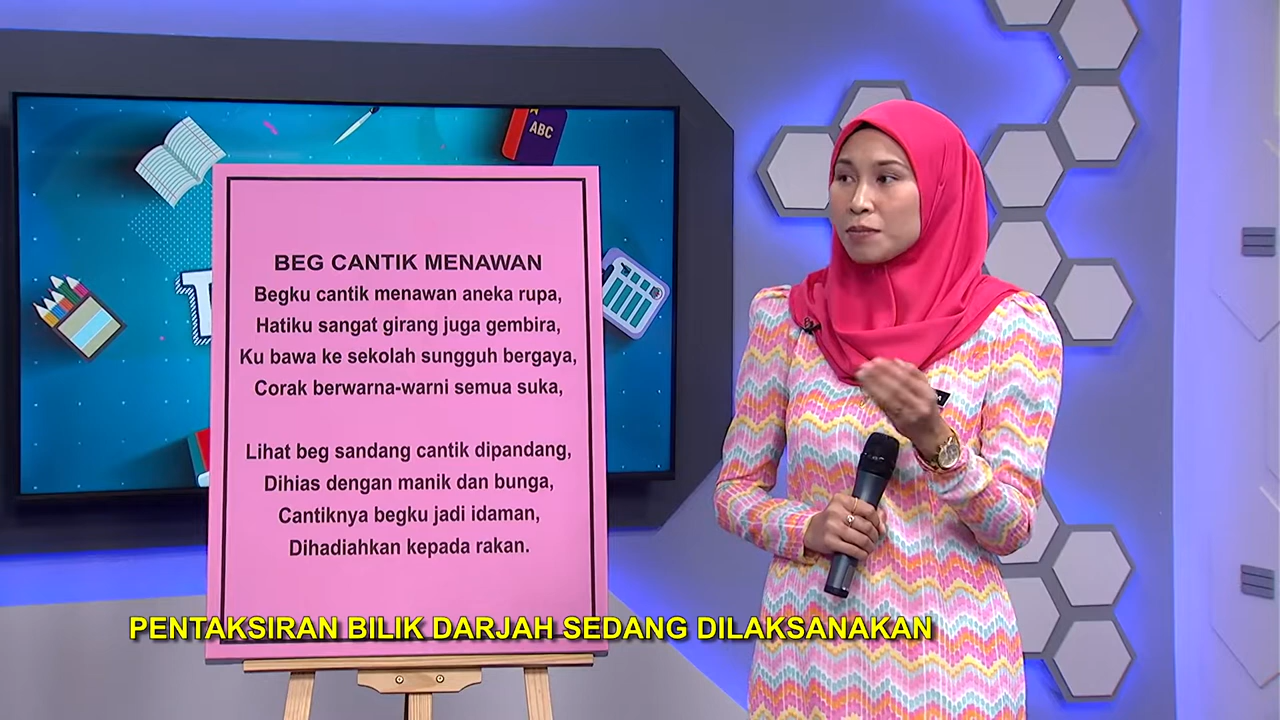 ABC
BEG CANTIK MENAWAN
Begku cantik menawan aneka rupa,
Hatiku sangat girang juga gembira,
Ku bawa ke sekolah sungguh bergaya,
Corak berwarna-warni semua suka,
Lihat beg sandang cantik dipandang,
Dihias dengan manik dan bunga,
Cantiknya begku jadi idaman,
Dihadiahkan kepada rakan.
PENTAKSIRAN BILIK DARJAH SEDANG DILAKSANAKAN